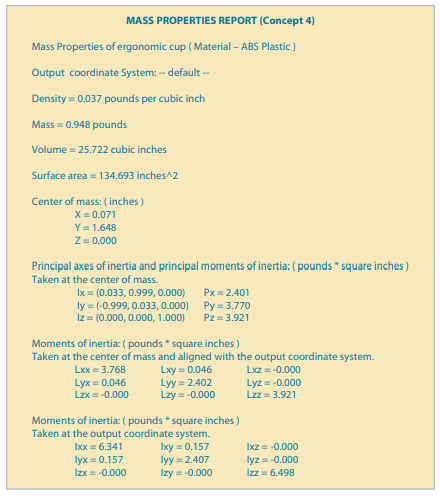 MASS PROPERTIES REPORT (Concept 4)
Mass Properties of ergonomic cup ( Material – ABS Plastic )
Output coordinate System: -- default --
Density = 0.037 pounds per cubic inch
Mass = 0.948 pounds
Volume = 25.722 cubic inches
Surface area = 134.693 inches^2
Center of mass: ( inches )
X = 0.071
Y = 1.648
Z = 0.000
Principal axes of inertia and principal moments of inertia: ( pounds * square inches )
Taken at the center of mass.
Ix = (0.033, 0.999, 0.000) Px = 2.401
Iy = (-0.999, 0.033, 0.000) Py = 3.770
Iz = (0.000, 0.000, 1.000) Pz = 3.921
Moments of inertia: ( pounds * square inches )
Taken at the center of mass and aligned with the output coordinate system.
Lxx = 3.768 Lxy = 0.046 Lxz = -0.000
Lyx = 0.046 Lyy = 2.402 Lyz = -0.000
Lzx = -0.000 Lzy = -0.000 Lzz = 3.921
Moments of inertia: ( pounds * square inches )
Taken at the output coordinate system.
Ixx = 6.341 Ixy = 0.157 Ixz = -0.000
Iyx = 0.157 Iyy = 2.407 Iyz = -0.000
Izx = -0.000 Izy = -0.000 Izz = 6.498